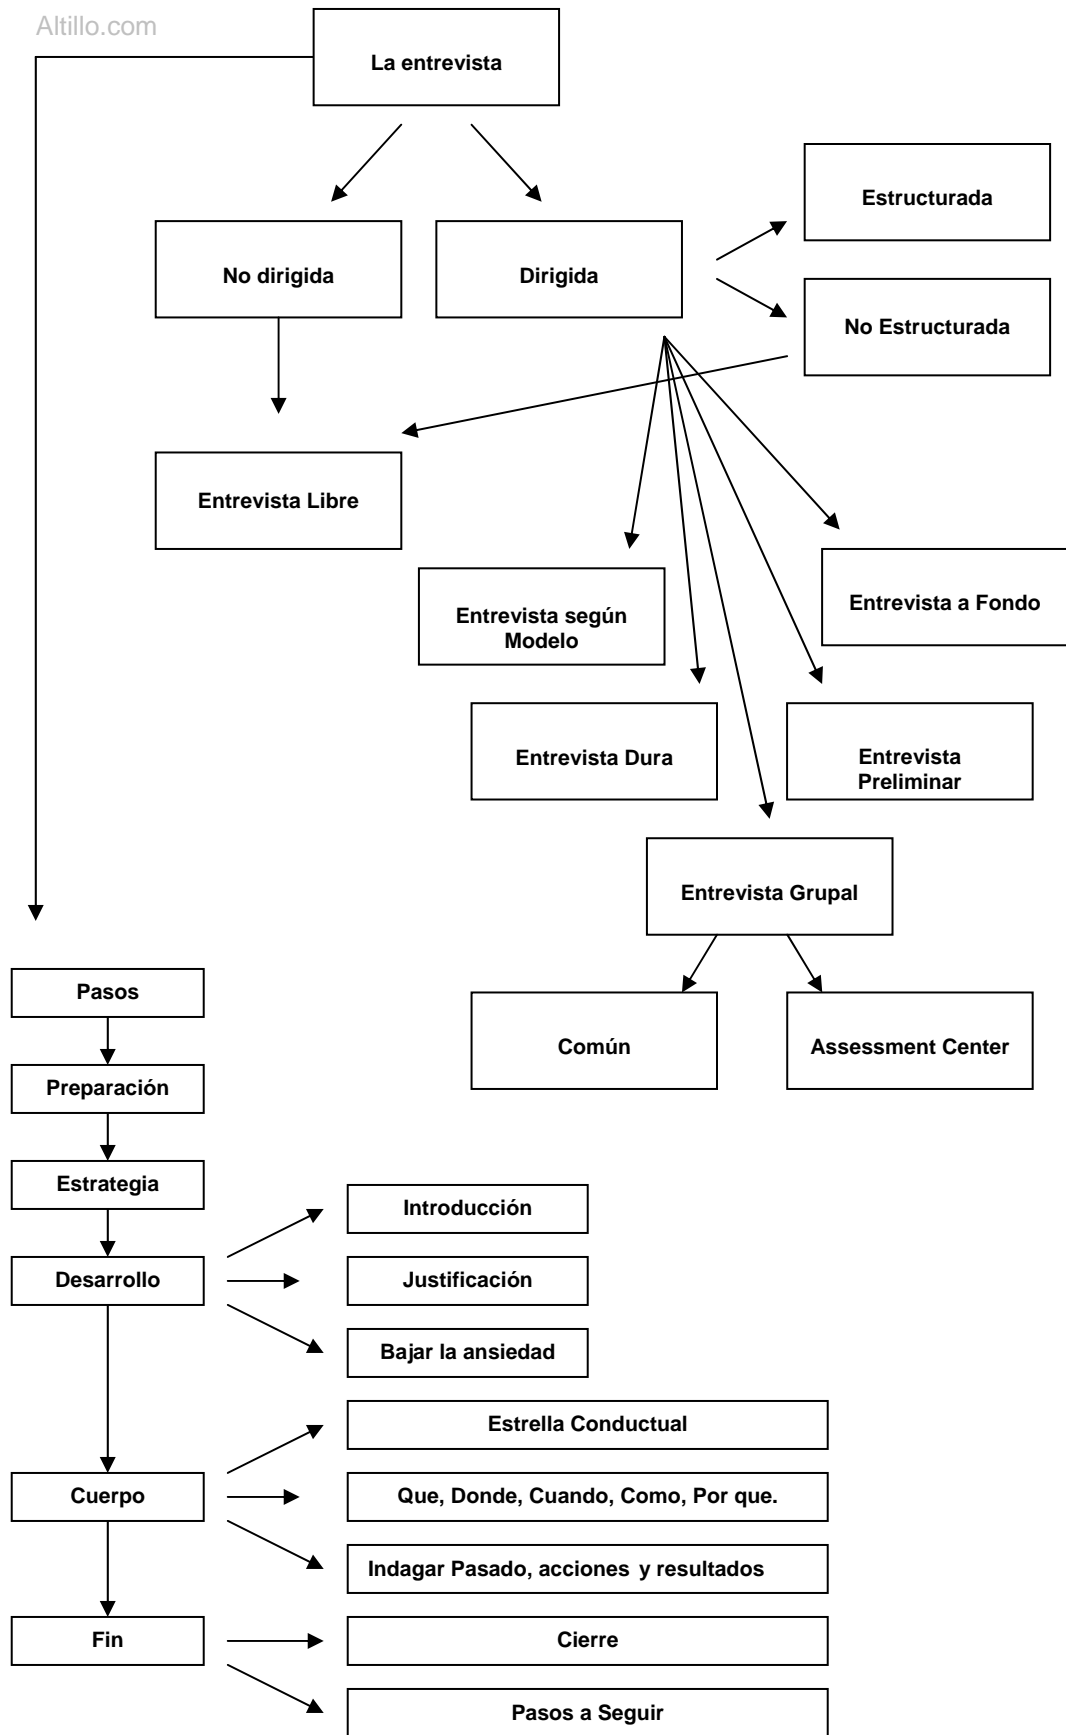 Altillo.com
La entrevista
Estructurada
No dirigida
Dirigida
No Estructurada
Entrevista Libre
Entrevista según
Modelo
Entrevista a Fondo
Entrevista Dura
Entrevista
Preliminar
Entrevista Grupal
Común
Assessment Center
Pasos
Preparación
Estrategia
Desarrollo
Introducción
Justificación
Bajar la ansiedad
Cuerpo
Estrella Conductual
Que, Donde, Cuando, Como, Por que.
Indagar Pasado, acciones y resultados
Fin
Cierre
Pasos a Seguir